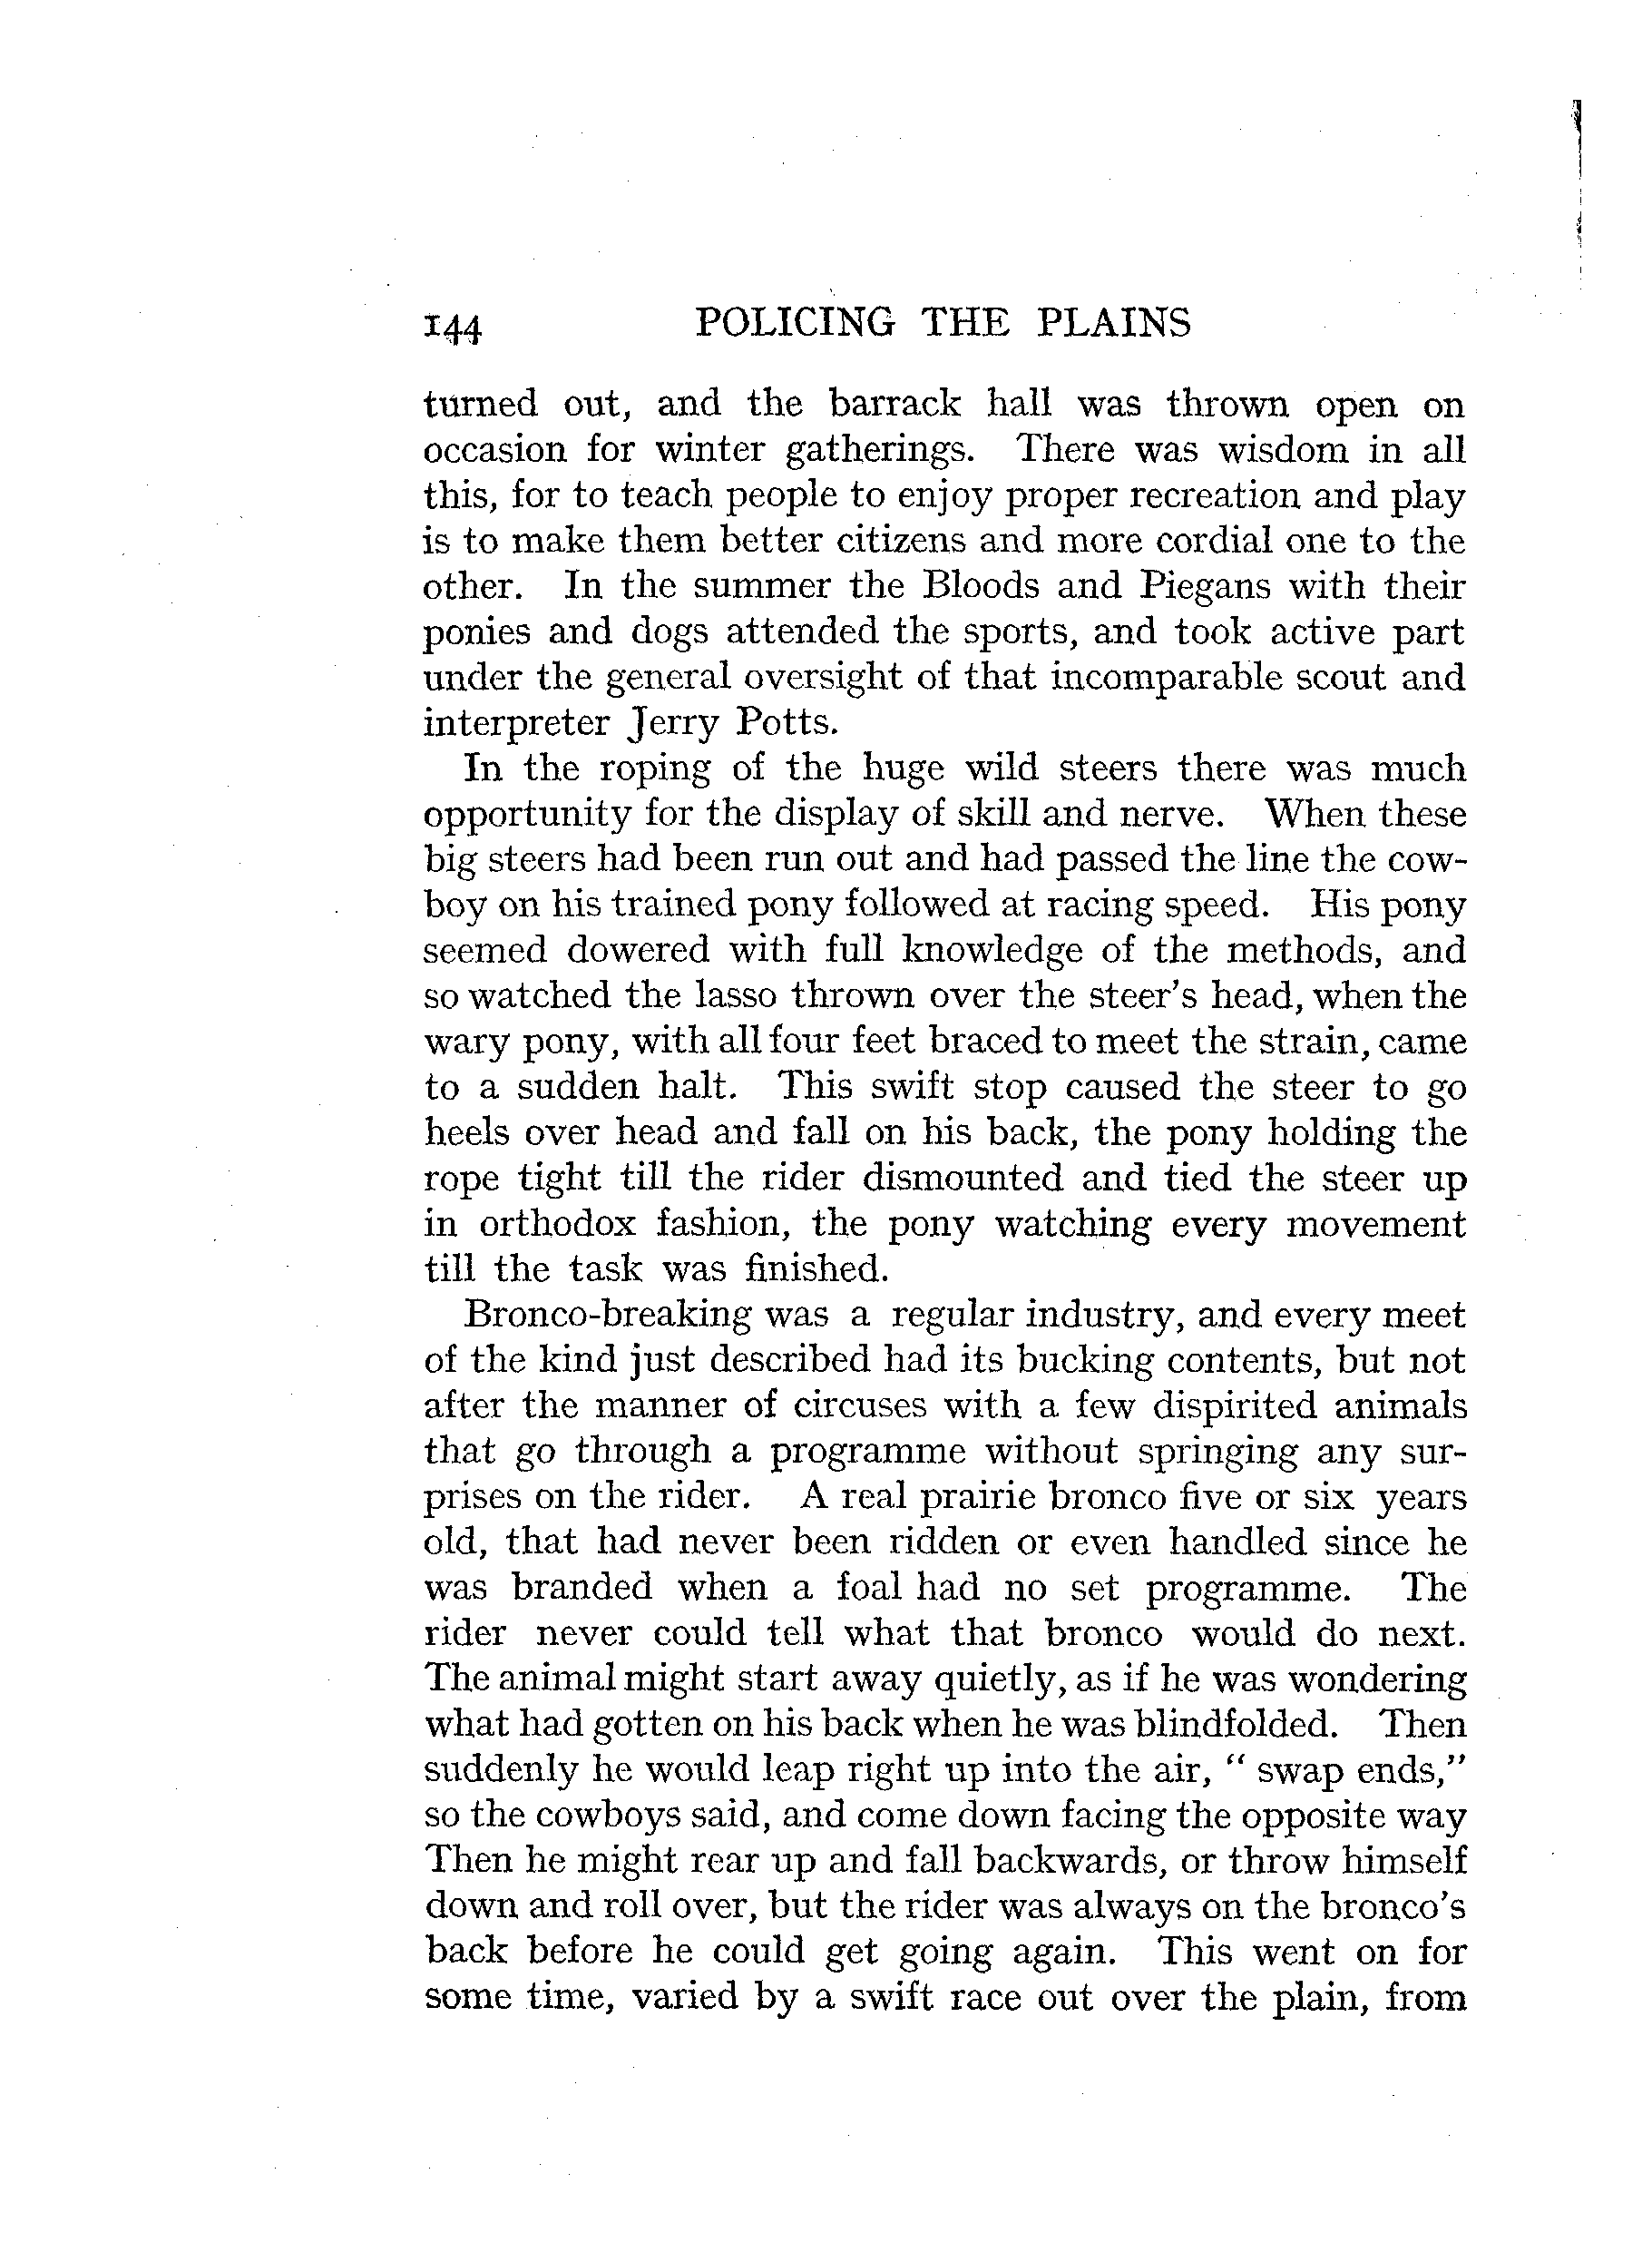 144 POLICING THE PLAINS
turned out, and the barrack hall was thrown open on
occasion for winter gatherings. There was wisdom in all
this, for to teach people to enjoy proper recreation and play
is to make them better citizens and more cordial one to the
other. In the summer the Bloods and Piegans with their
ponies and dogs attended the sports, and took active part
under the general oversight of that incomparable scout and
interpreter Jerry Potts.
In the roping of the huge wild steers there was much
opportunity for the display of skill and nerve. When these
big steers had been run out and had passed the line the cow-
boy on his trained pony followed at racing speed. His pony
seemed dowered with full knowledge of the methods, and
so watched the lasso thrown over the steer's head, when the
wary pony, with all four feet braced to meet the strain, came
to a sudden halt. This swift stop caused the steer to go
heels over head and fall on his back, the pony holding the
rope tight till the rider dismounted and tied the steer up
in orthodox fashion, the pony watching every movement
till the task was finished.
Bronco-breaking was a regular industry, and every meet
of the kind just described had its bucking contents, but not
after the manner of circuses with a few dispirited animals
that go through a programme without springing any sur-
prises on the rider. A real prairie bronco five or six years
old, that had never been ridden or even handled since he
was branded when a foal had no set programme. The
rider never could tell what that bronco would do next.
The animal might start away quietly, as if he was wondering
what had gotten on his back when he was blindfolded. Then
suddenly he would leap right up into the air, " swap ends,"
so the cowboys said, and come down facing the opposite way
Then he might rear up and fall backwards, or throw himself
down and roll over, but the rider was always on the bronco's
back before he could get going again. This went on for
some time, varied by a swift race out over the plain, from